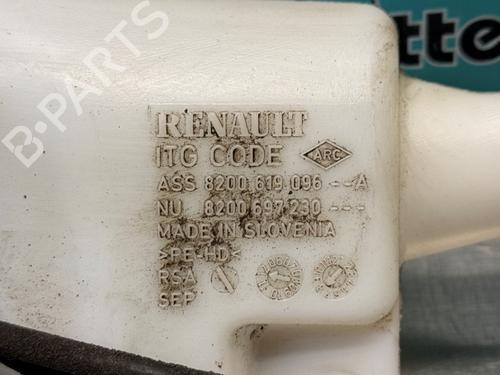 B-PARTS
tte
RENAULT
ITG CODE ARC
ASS 8200 619 096 --A
NU 8200 697 230 ---
MADE IN SLOVENIA
>PE-HD<
RSA
SEP